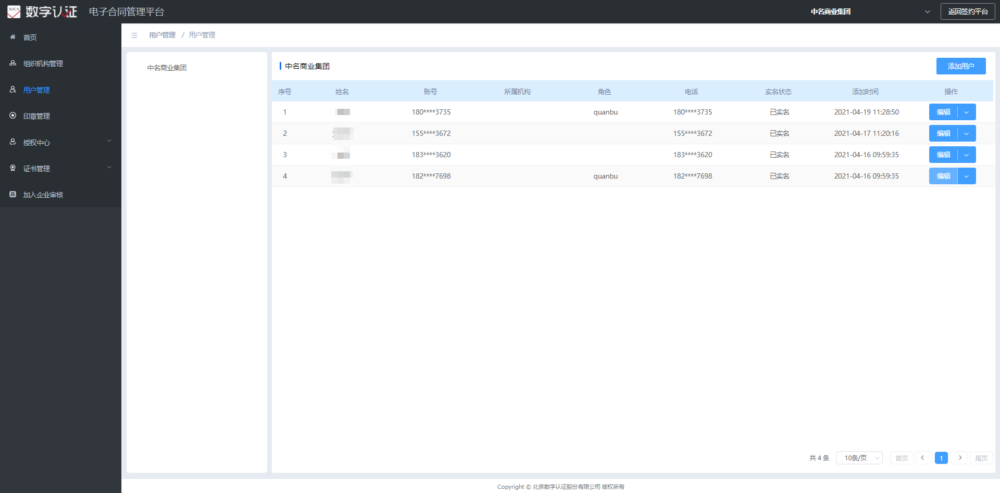 BJCA 数字认证 电子合同管理平台 中名商业集团 返回签约平台
首页
组织机构管理
用户管理
印章管理
授权中心
证书管理
加入企业审核
用户管理 / 用户管理
中名商业集团
中名商业集团 添加用户
序号 姓名 账号 所属机构 角色 电话 实名状态 添加时间 操作
1 180****3735 quanbu 180****3735 已实名 2021-04-19 11:28:50 编辑
2 155****3672 155****3672 已实名 2021-04-17 11:20:16 编辑
3 183****3620 183****3620 已实名 2021-04-16 09:59:35 编辑
4 182****7698 quanbu 182****7698 已实名 2021-04-16 09:59:35 编辑
共 4 条 10条/页 首页 1 尾页
Copyright © 北京数字认证股份有限公司 版权所有